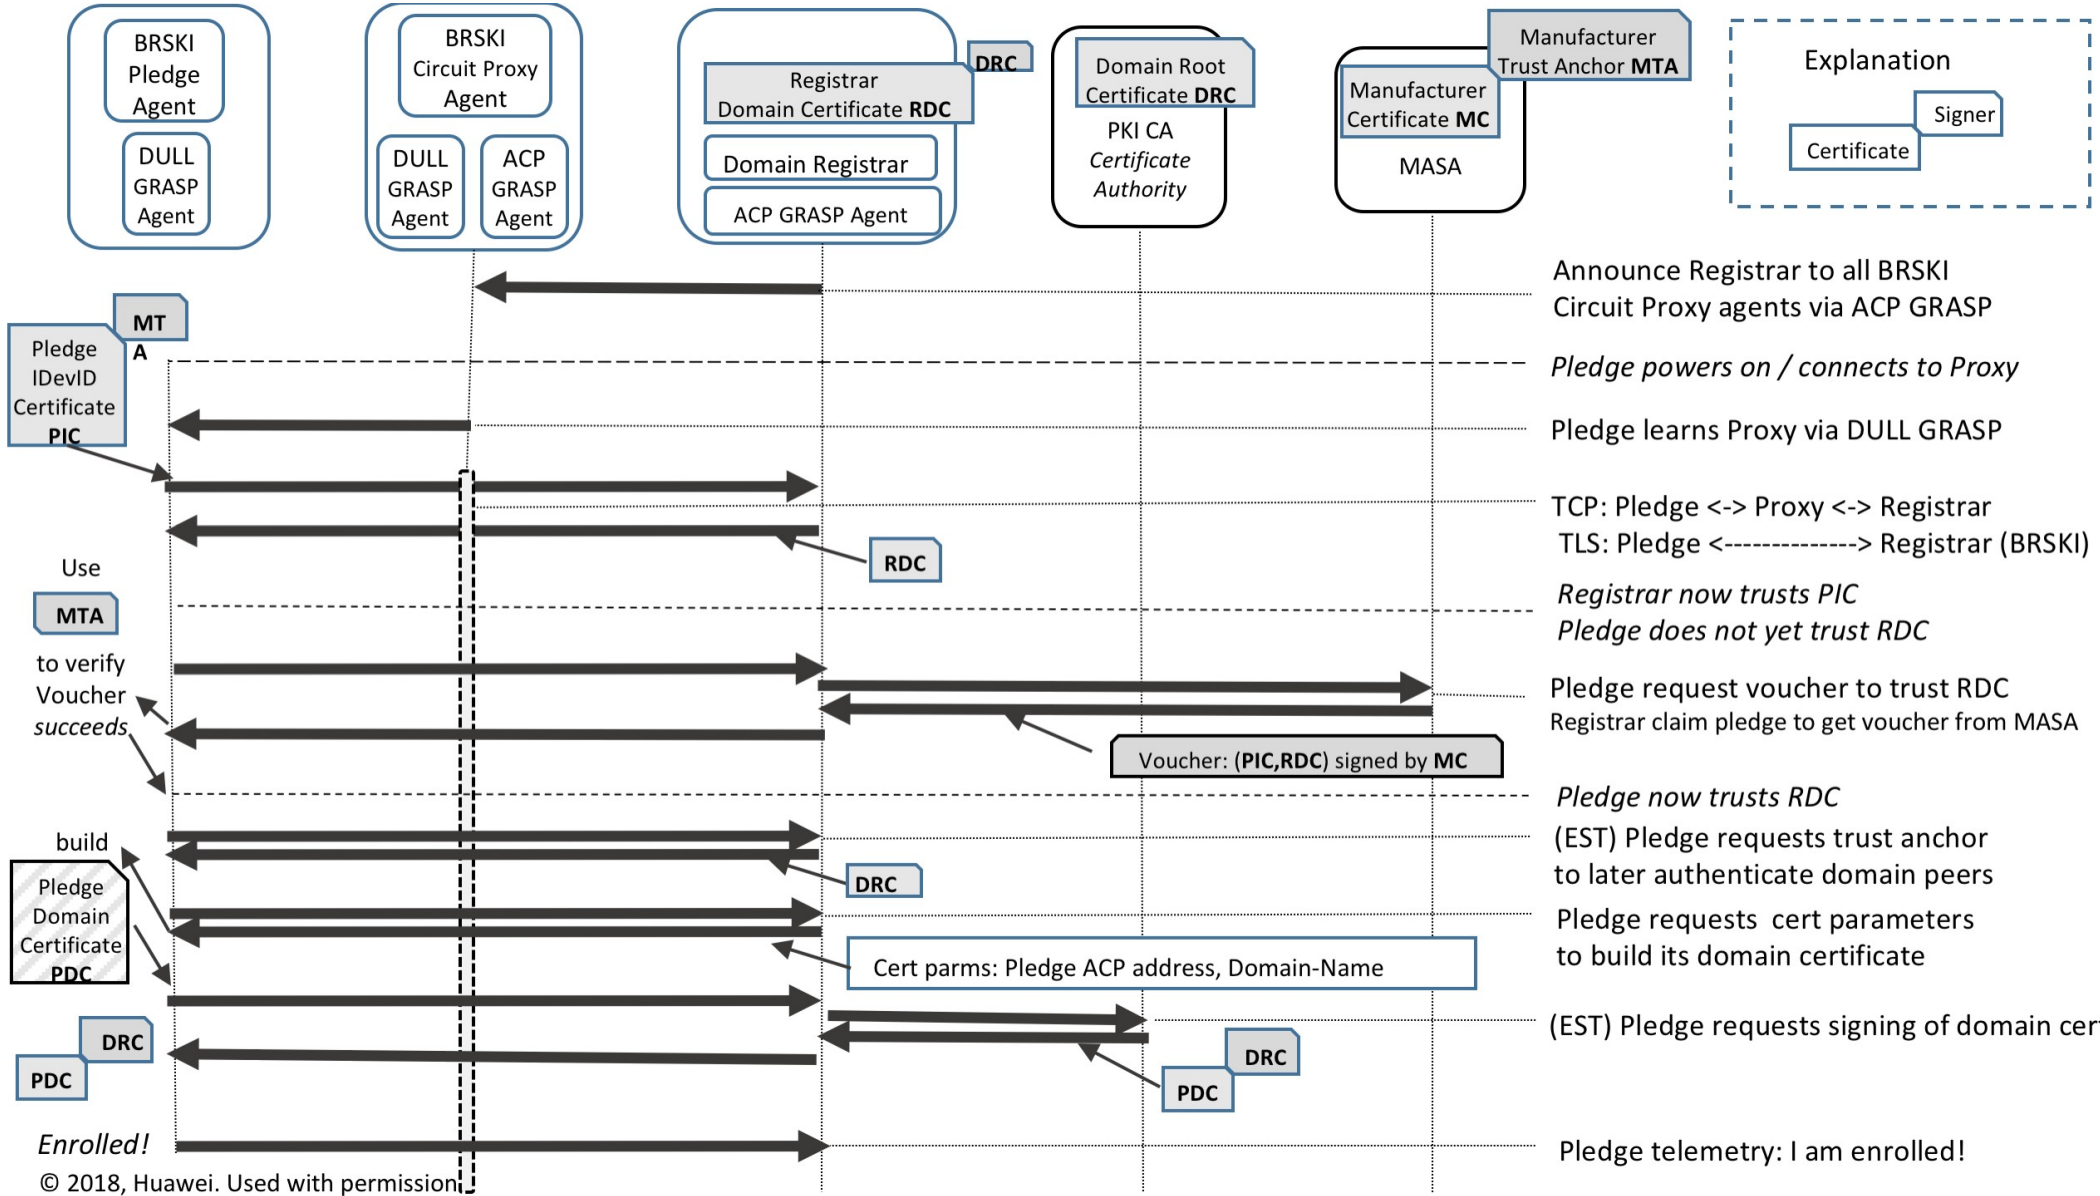 BRSKI
Pledge
Agent
DULL
GRASP
Agent
BRSKI
Circuit Proxy
Agent
DULL
GRASP
Agent
ACP
GRASP
Agent
DRC
Registrar
Domain Certificate RDC
Domain Registrar
ACP GRASP Agent
Domain Root
Certificate DRC
PKI CA
Certificate
Authority
Manufacturer
Trust Anchor MTA
Manufacturer
Certificate MC
MASA
Explanation
Signer
Certificate
Announce Registrar to all BRSKI
Circuit Proxy agents via ACP GRASP
MT
A
Pledge
IDevID
Certificate
PIC
Pledge powers on / connects to Proxy
Pledge learns Proxy via DULL GRASP
TCP: Pledge <-> Proxy <-> Registrar
TLS: Pledge <--------------> Registrar (BRSKI)
RDC
Use
MTA
to verify
Voucher
succeeds
Registrar now trusts PIC
Pledge does not yet trust RDC
Pledge request voucher to trust RDC
Registrar claim pledge to get voucher from MASA
Voucher: (PIC,RDC) signed by MC
Pledge now trusts RDC
build
(EST) Pledge requests trust anchor
to later authenticate domain peers
DRC
Pledge
Domain
Certificate
PDC
Pledge requests cert parameters
to build its domain certificate
Cert parms: Pledge ACP address, Domain-Name
(EST) Pledge requests signing of domain cer
DRC
PDC
DRC
PDC
Enrolled!
Pledge telemetry: I am enrolled!
© 2018, Huawei. Used with permission